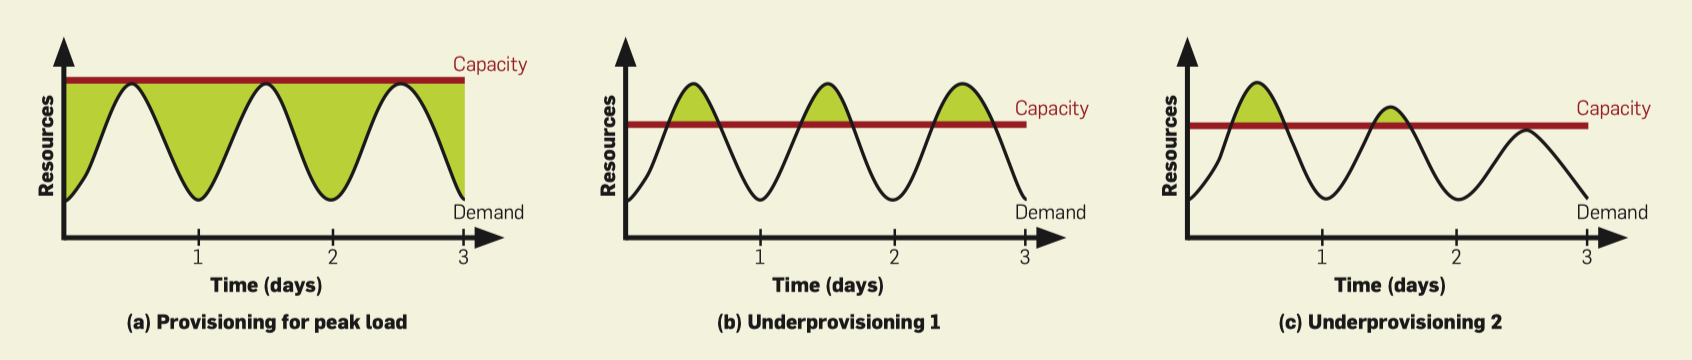 Resources
Capacity
Demand
1
2
3
Time (days)
(a) Provisioning for peak load
Resources
Capacity
Demand
1
2
3
Time (days)
(b) Underprovisioning 1
Resources
Capacity
Demand
1
2
3
Time (days)
(c) Underprovisioning 2